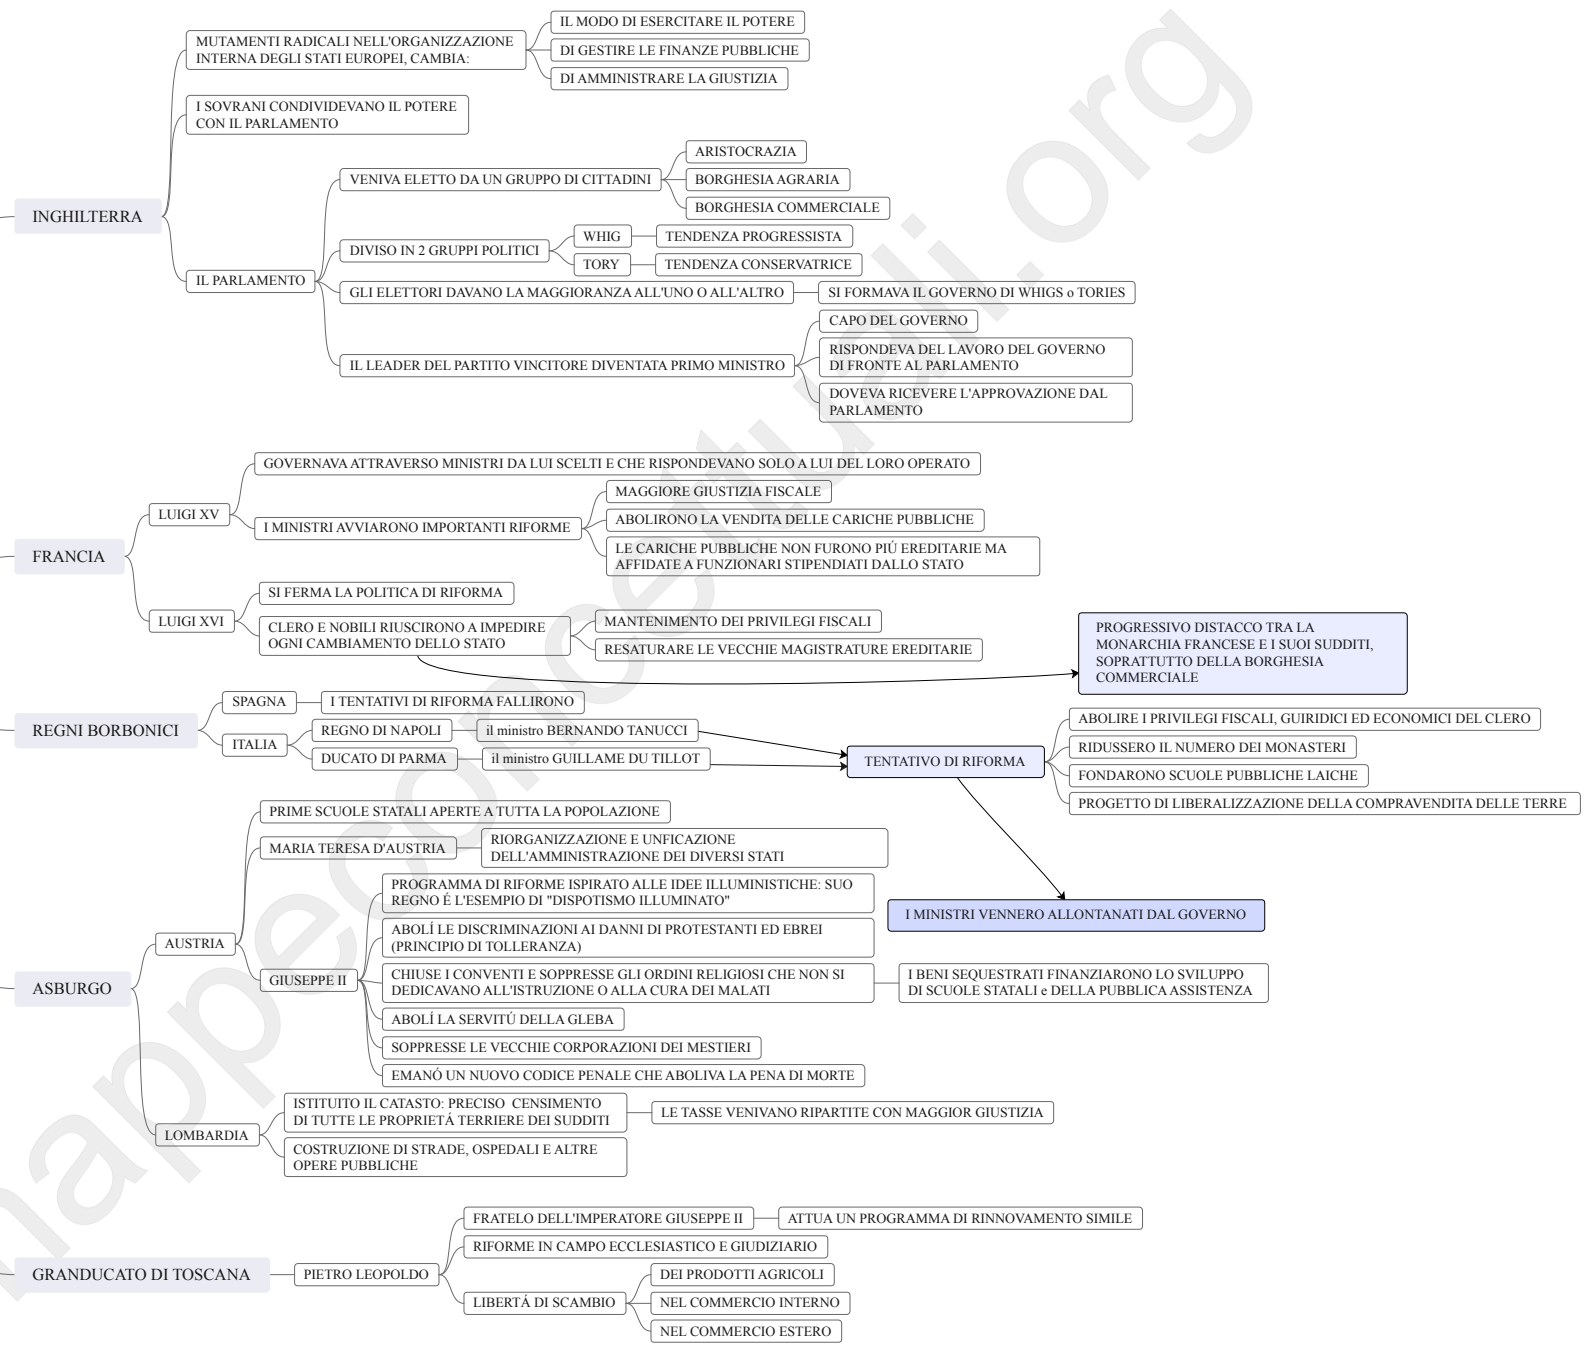 INGHILTERRA
MUTAMENTI RADICALI NELL'ORGANIZZAZIONE
INTERNA DEGLI STATI EUROPEI, CAMBIA:
IL MODO DI ESERCITARE IL POTERE
DI GESTIRE LE FINANZE PUBBLICHE
DI AMMINISTRARE LA GIUSTIZIA
I SOVRANI CONDIVIDEVANO IL POTERE
CON IL PARLAMENTO
IL PARLAMENTO
VENIVA ELETTO DA UN GRUPPO DI CITTADINI
ARISTOCRAZIA
BORGHESIA AGRARIA
BORGHESIA COMMERCIALE
DIVISO IN 2 GRUPPI POLITICI
WHIG
TENDENZA PROGRESSISTA
TORY
TENDENZA CONSERVATRICE
GLI ELETTORI DAVANO LA MAGGIORANZA ALL'UNO O ALL'ALTRO
SI FORMAVA IL GOVERNO DI WHIGS o TORIES
IL LEADER DEL PARTITO VINCITORE DIVENTATA PRIMO MINISTRO
CAPO DEL GOVERNO
RISPONDEVA DEL LAVORO DEL GOVERNO
DI FRONTE AL PARLAMENTO
DOVEVA RICEVERE L'APPROVAZIONE DAL
PARLAMENTO
FRANCIA
LUIGI XV
GOVERNAVA ATTRAVERSO MINISTRI DA LUI SCELTI E CHE RISPONDEVANO SOLO A LUI DEL LORO OPERATO
I MINISTRI AVVIARONO IMPORTANTI RIFORME
MAGGIORE GIUSTIZIA FISCALE
ABOLIRONO LA VENDITA DELLE CARICHE PUBBLICHE
LE CARICHE PUBBLICHE NON FURONO PIÚ EREDITARIE MA
AFFIDATE A FUNZIONARI STIPENDIATI DALLO STATO
LUIGI XVI
SI FERMA LA POLITICA DI RIFORMA
CLERO E NOBILI RIUSCIRONO A IMPEDIRE
OGNI CAMBIAMENTO DELLO STATO
MANTENIMENTO DEI PRIVILEGI FISCALI
RESATURARE LE VECCHIE MAGISTRATURE EREDITARIE
PROGRESSIVO DISTACCO TRA LA
MONARCHIA FRANCESE E I SUOI SUDDITI,
SOPRATTUTTO DELLA BORGHESIA
COMMERCIALE
REGNI BORBONICI
SPAGNA
I TENTATIVI DI RIFORMA FALLIRONO
ITALIA
REGNO DI NAPOLI
il ministro BERNANDO TANUCCI
DUCATO DI PARMA
il ministro GUILLAME DU TILLOT
TENTATIVO DI RIFORMA
ABOLIRE I PRIVILEGI FISCALI, GUIRIDICI ED ECONOMICI DEL CLERO
RIDUSSERO IL NUMERO DEI MONASTERI
FONDARONO SCUOLE PUBBLICHE LAICHE
PROGETTO DI LIBERALIZZAZIONE DELLA COMPRAVENDITA DELLE TERRE
I MINISTRI VENNERO ALLONTANATI DAL GOVERNO
ASBURGO
AUSTRIA
PRIME SCUOLE STATALI APERTE A TUTTA LA POPOLAZIONE
MARIA TERESA D'AUSTRIA
RIORGANIZZAZIONE E UNFICAZIONE
DELL'AMMINISTRAZIONE DEI DIVERSI STATI
GIUSEPPE II
PROGRAMMA DI RIFORME ISPIRATO ALLE IDEE ILLUMINISTICHE: SUO
REGNO É L'ESEMPIO DI "DISPOTISMO ILLUMINATO"
ABOLÍ LE DISCRIMINAZIONI AI DANNI DI PROTESTANTI ED EBREI
(PRINCIPIO DI TOLLERANZA)
CHIUSE I CONVENTI E SOPPRESSE GLI ORDINI RELIGIOSI CHE NON SI
DEDICAVANO ALL'ISTRUZIONE O ALLA CURA DEI MALATI
I BENI SEQUESTRATI FINANZIARONO LO SVILUPPO
DI SCUOLE STATALI e DELLA PUBBLICA ASSISTENZA
ABOLÍ LA SERVITÚ DELLA GLEBA
SOPPRESSE LE VECCHIE CORPORAZIONI DEI MESTIERI
EMANÓ UN NUOVO CODICE PENALE CHE ABOLIVA LA PENA DI MORTE
LOMBARDIA
ISTITUITO IL CATASTO: PRECISO CENSIMENTO
DI TUTTE LE PROPRIETÁ TERRIERE DEI SUDDITI
LE TASSE VENIVANO RIPARTITE CON MAGGIOR GIUSTIZIA
COSTRUZIONE DI STRADE, OSPEDALI E ALTRE
OPERE PUBBLICHE
GRANDUCATO DI TOSCANA
PIETRO LEOPOLDO
FRATELO DELL'IMPERATORE GIUSEPPE II
ATTUA UN PROGRAMMA DI RINNOVAMENTO SIMILE
RIFORME IN CAMPO ECCLESIASTICO E GIUDIZIARIO
LIBERTÁ DI SCAMBIO
DEI PRODOTTI AGRICOLI
NEL COMMERCIO INTERNO
NEL COMMERCIO ESTERO
mappeconcettuali.org